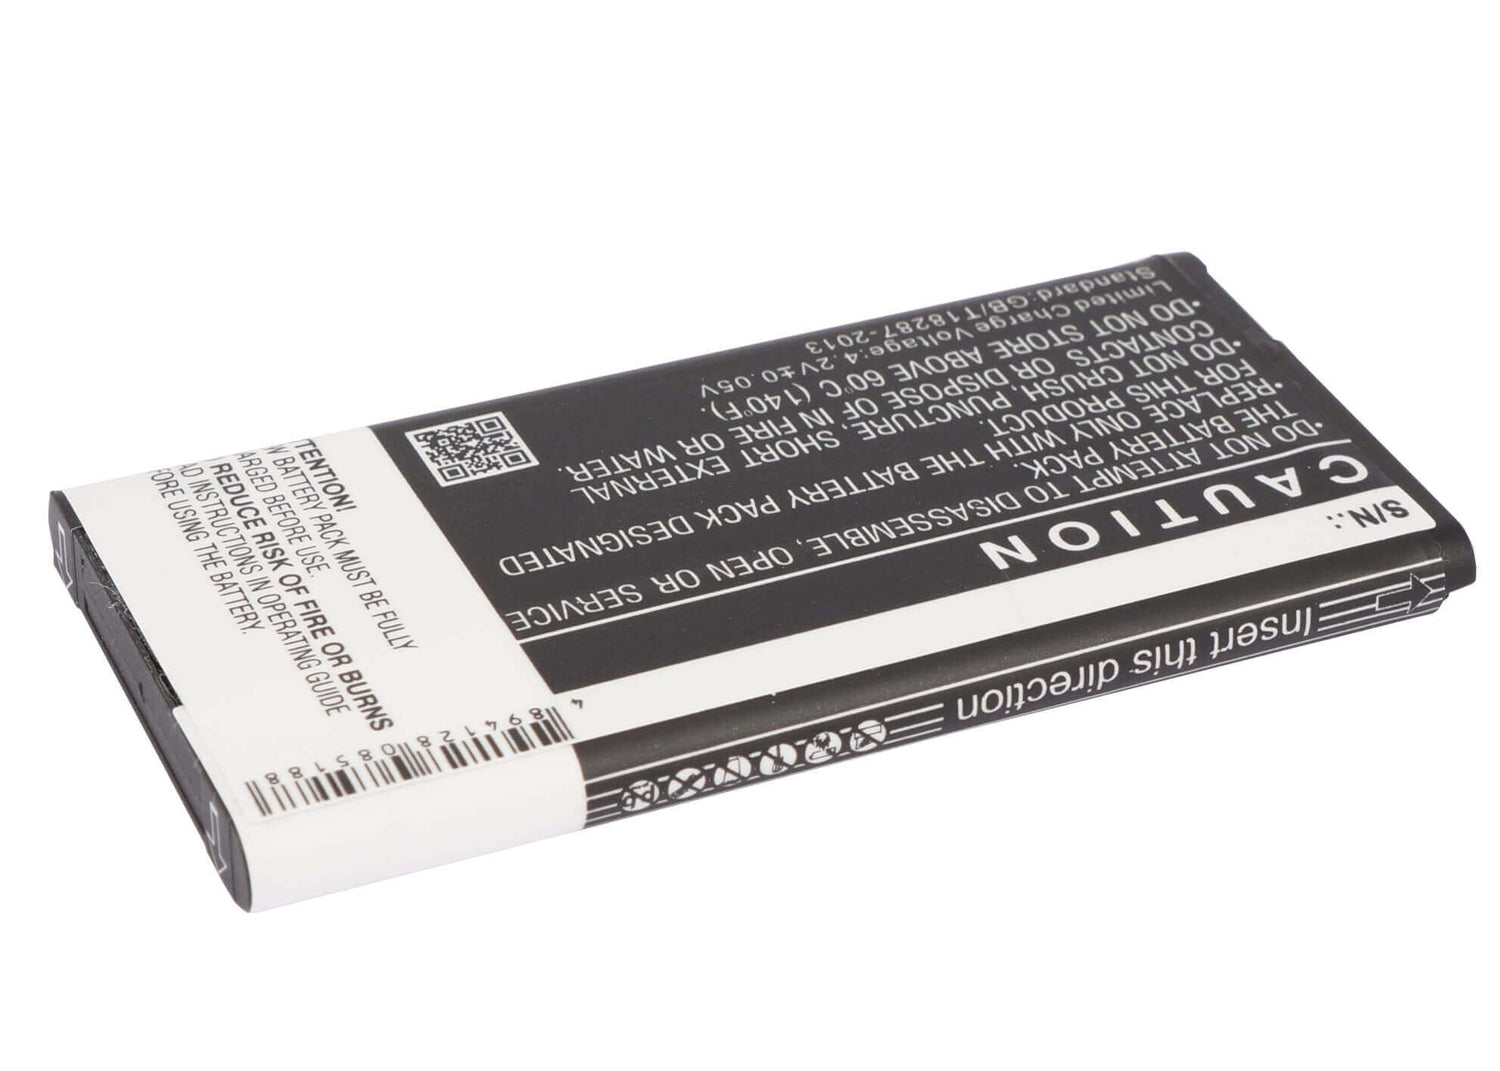 S/N.:
CAUTION
•DO NOT ATTEMPT TO DISASSEMBLE, OPEN OR SERVICE
THE BATTERY PACK.
•REPLACE ONLY WITH THE BATTERY PACK DESIGNATED
FOR THIS PRODUCT.
•DO NOT CRUSH, PUNCTURE, SHORT EXTERNAL
CONTACTS OR DISPOSE OF IN FIRE OR WATER.
•DO NOT STORE ABOVE 60°C (140°F).
Limited Charge Voltage:4.2V±0.05V
Standard:GB/T18287-2013
TTENTION!
W BATTERY PACK MUST BE FULLY
ARGED BEFORE USE.
REDUCE RISK OF FIRE OR BURNS
AD INSTRUCTIONS IN OPERATING GUIDE
FORE USING THE BATTERY.
4 894128 085188
Insert this direction